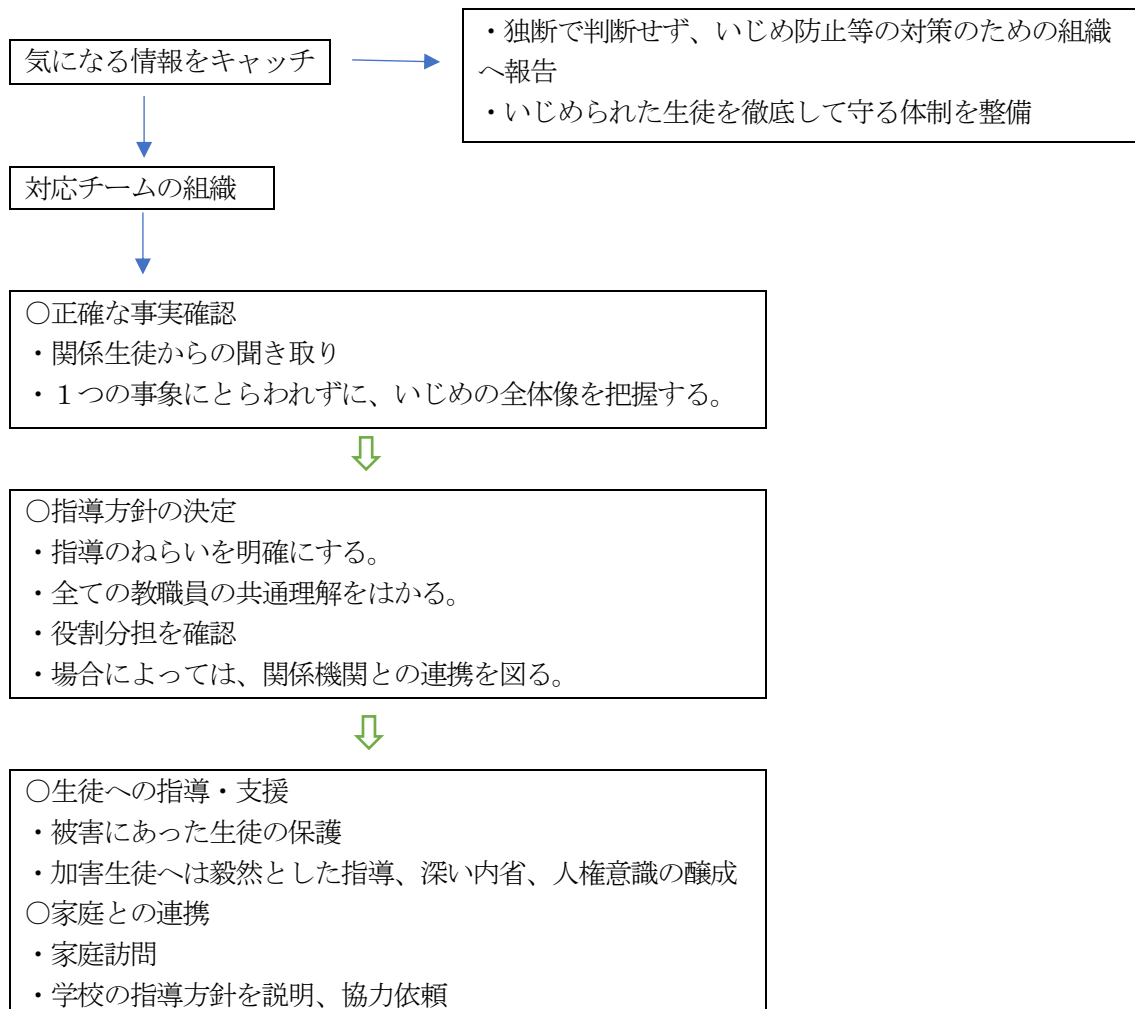 気になる情報をキャッチ
・独断で判断せず、いじめ防止等の対策のための組織
へ報告
・いじめられた生徒を徹底して守る体制を整備
対応チームの組織
○正確な事実確認
・関係生徒からの聞き取り
・１つの事象にとらわれずに、いじめの全体像を把握する。
○指導方針の決定
・指導のねらいを明確にする。
・全ての教職員の共通理解をはかる。
・役割分担を確認
・場合によっては、関係機関との連携を図る。
○生徒への指導・支援
・被害にあった生徒の保護
・加害生徒へは毅然とした指導、深い内省、人権意識の醸成
○家庭との連携
・家庭訪問
・学校の指導方針を説明、協力依頼